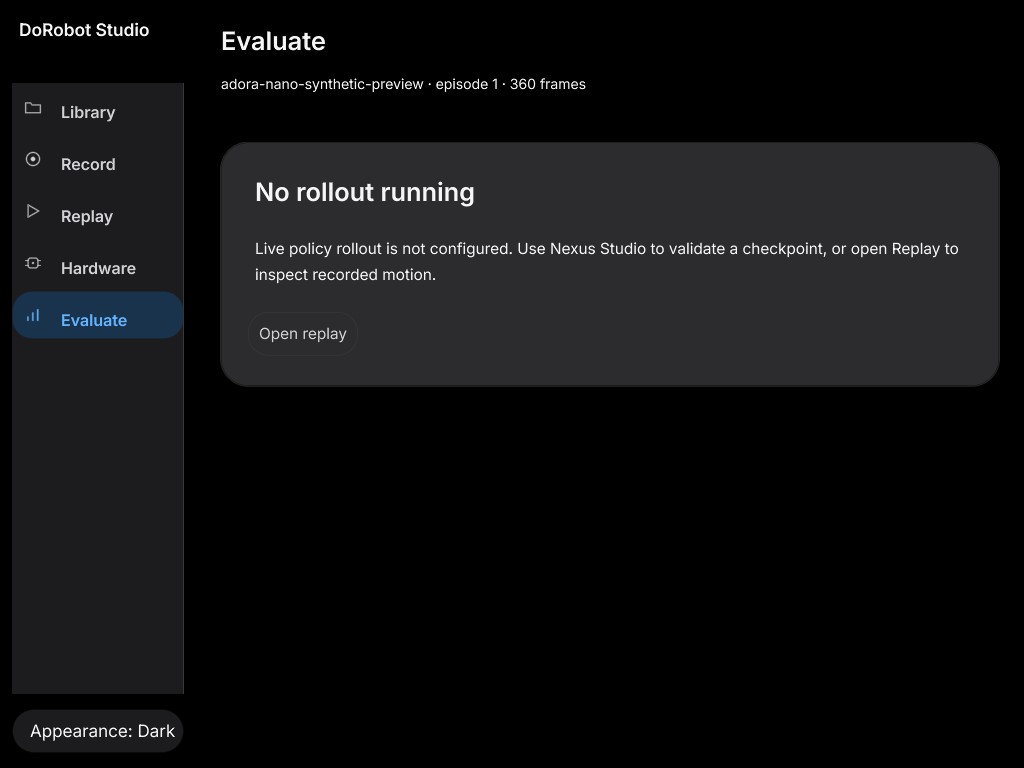 DoRobot Studio
Library
Record
Replay
Hardware
Evaluate
Appearance: Dark
Evaluate
adora-nano-synthetic-preview · episode 1 · 360 frames
No rollout running
Live policy rollout is not configured. Use Nexus Studio to validate a checkpoint, or open Replay to
inspect recorded motion.
Open replay